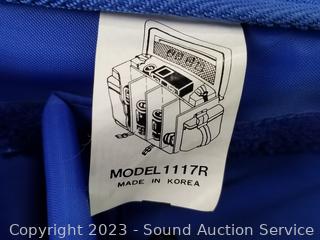 MODEL 1117R
MADE IN KOREA
Copyright 2023 - Sound Auction Service